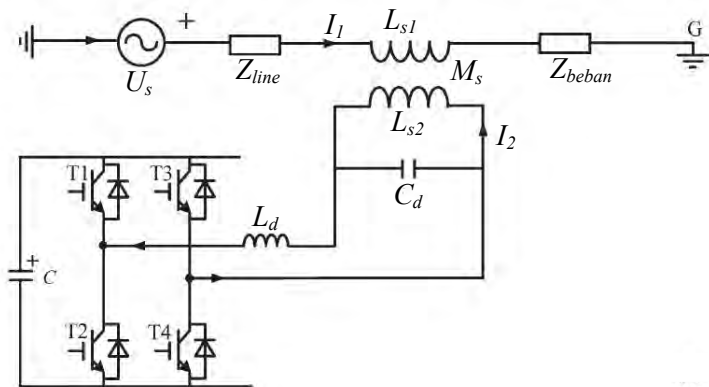 +
I1
Ls1
G
Us
Zline
Ms
Zbeban
Ls2
I2
T1
T3
Cd
Ld
+
C
T2
T4